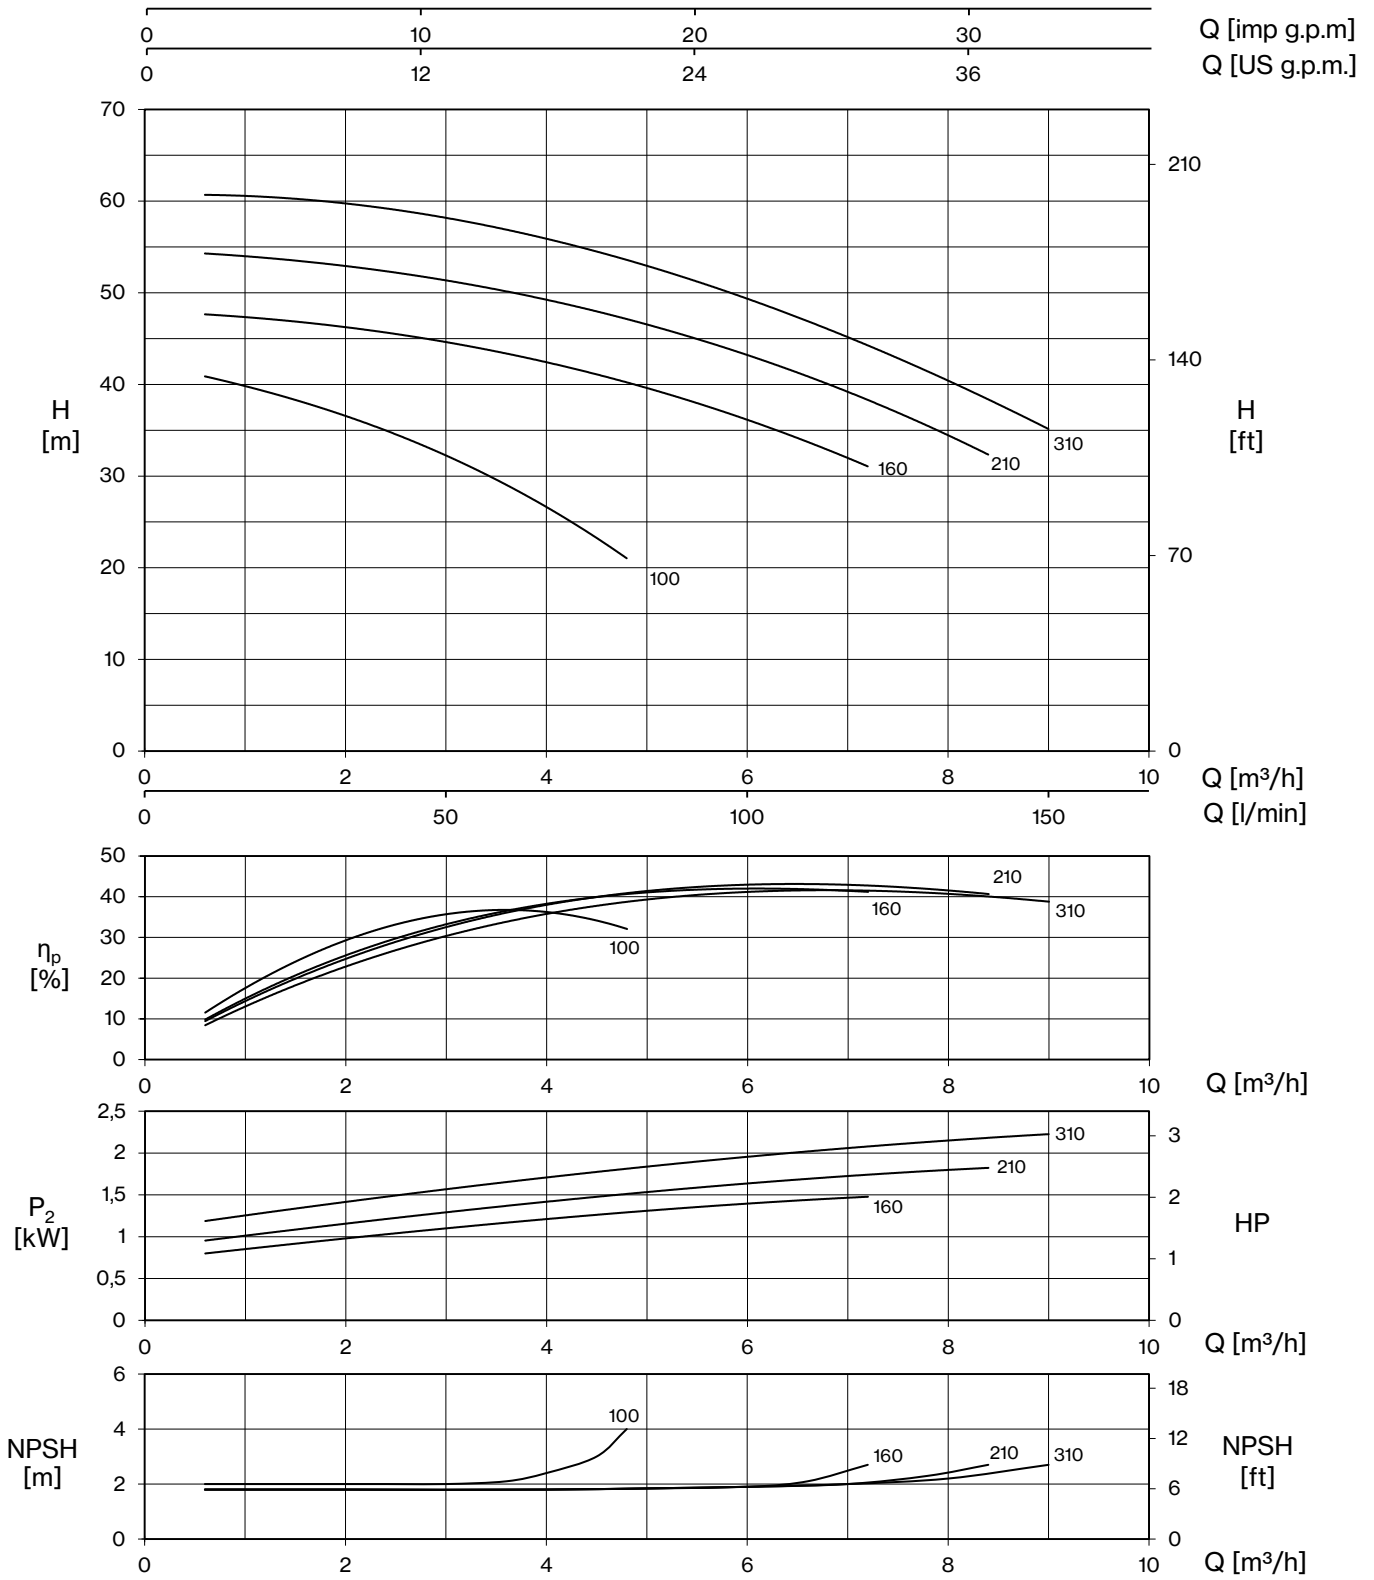 0 10 20 30 Q [imp g.p.m]
0 12 24 36 Q [US g.p.m.]
70
210
60
50
140
40
H
[m]
H
[ft]
310
210
160
30
70
20
100
10
0 0
0 2 4 6 8 10 Q [m³/h]
0 50 100 150 Q [l/min]
50
210
40
160
310
30
100
ηp
[%]
20
10
0
0 2 4 6 8 10 Q [m³/h]
2,5
310 3
2
210
1,5 2
160
P2
[kW]
HP
1
1
0,5
0 0
0 2 4 6 8 10 Q [m³/h]
6
18
100
4
12
160 210 310
NPSH
[m]
NPSH
[ft]
2
6
0 0
0 2 4 6 8 10 Q [m³/h]